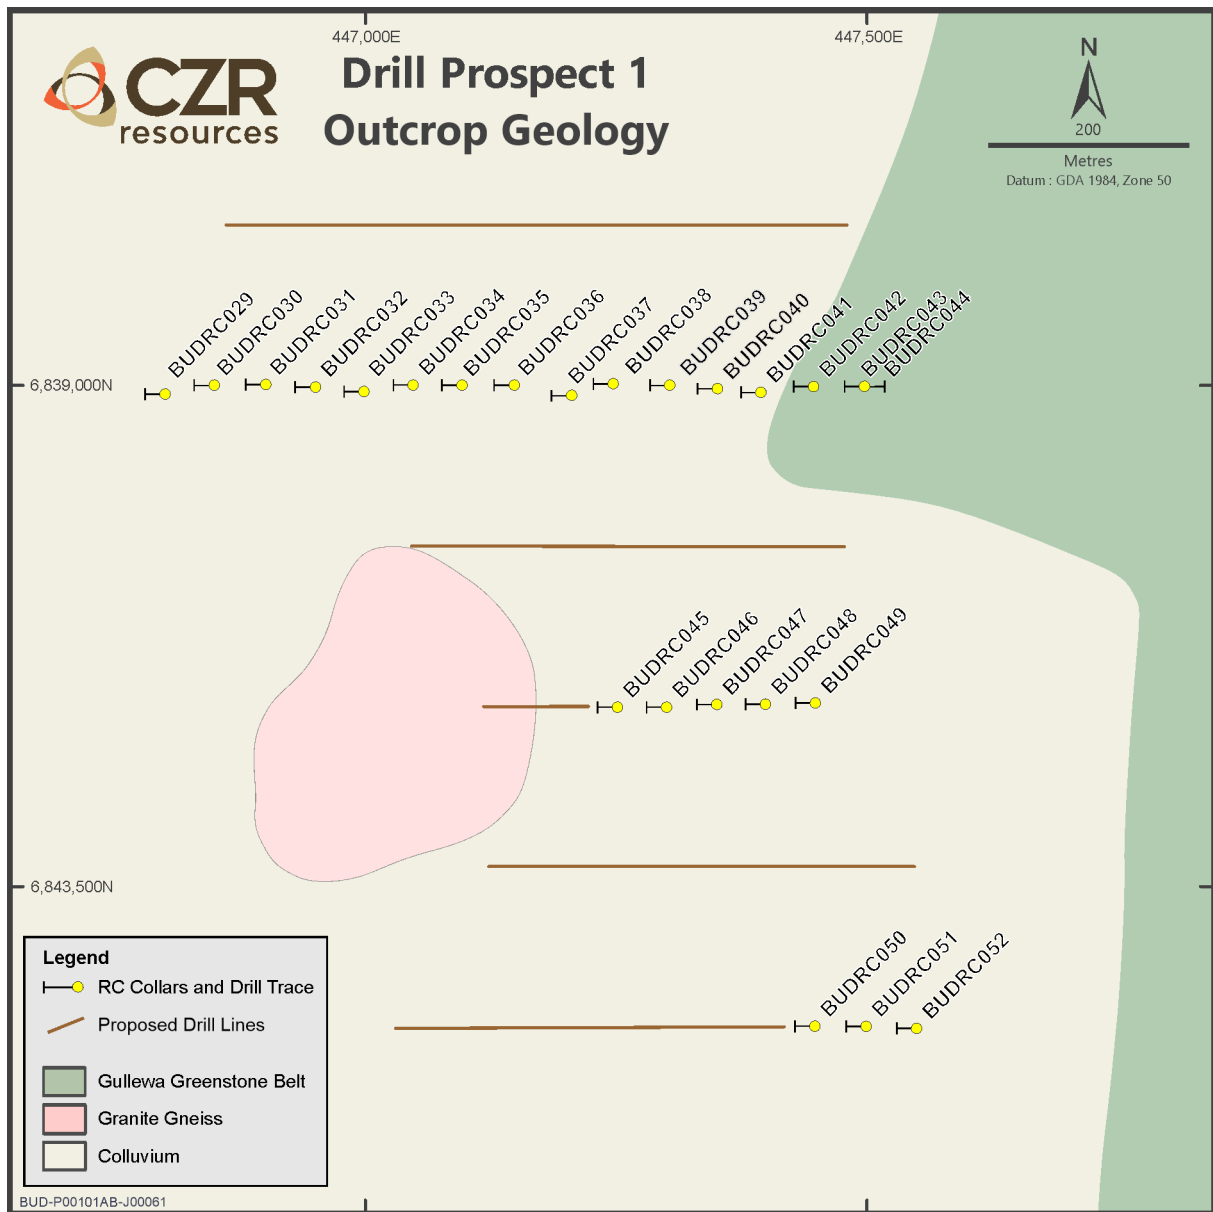 447,000E
447,500E
CZR
resources
Drill Prospect 1
Outcrop Geology
N
200
Metres
Datum : GDA 1984, Zone 50
BUDRC029
BUDRC030
BUDRC031
BUDRC032
BUDRC033
BUDRC034
BUDRC035
BUDRC036
BUDRC037
BUDRC038
BUDRC039
BUDRC040
BUDRC041
BUDRC042
BUDRC043
BUDRC044
6,839,000N
BUDRC045
BUDRC046
BUDRC047
BUDRC048
BUDRC049
6,843,500N
BUDRC050
BUDRC051
BUDRC052
Legend
RC Collars and Drill Trace
Proposed Drill Lines
Gullewa Greenstone Belt
Granite Gneiss
Colluvium
BUD-P00101AB-J00061